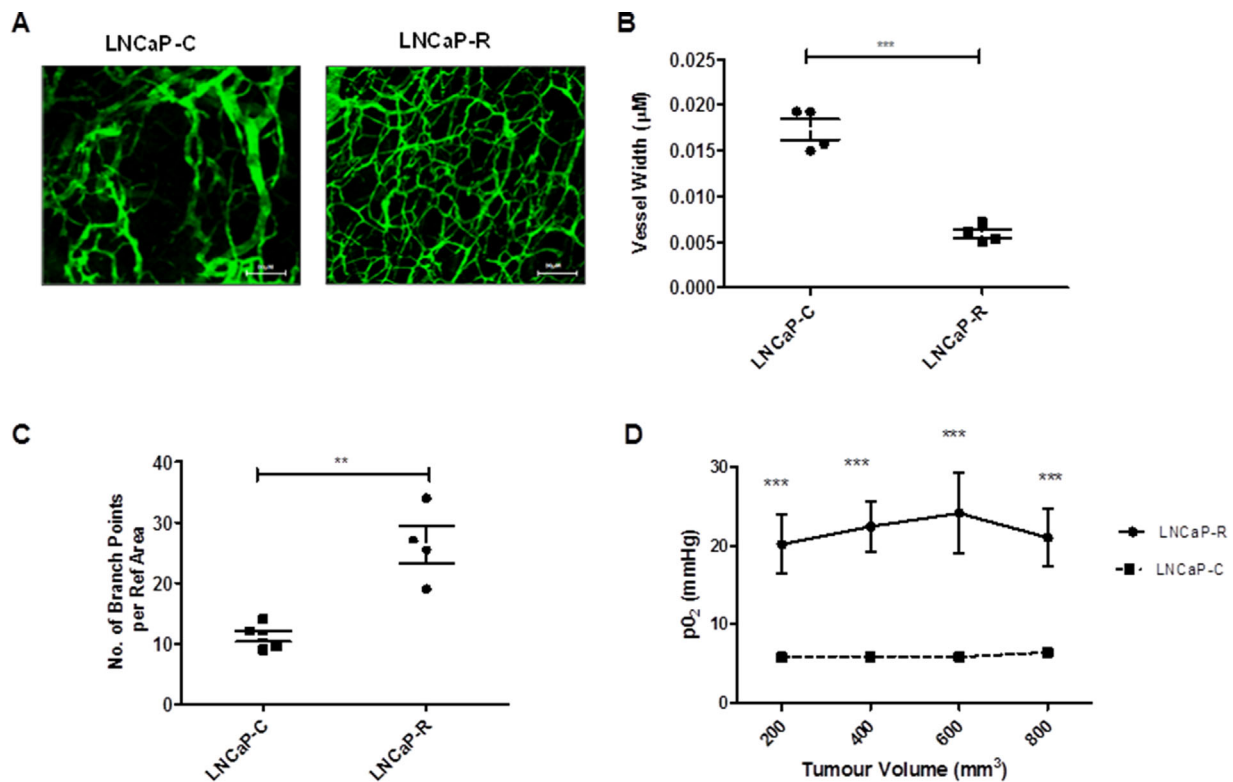 A
LNCaP-C
LNCaP-R
50µM
B
Vessel Width (µM)
0.025
0.020
0.015
0.010
0.005
0.000
***
LNCaP-C
LNCaP-R
C
No. of Branch Points
per Ref Area
40
30
20
10
0
**
LNCaP-C
LNCaP-R
D
pO₂ (mmHg)
30
20
10
0
***
***
***
***
200
400
600
800
Tumour Volume (mm³)
LNCaP-R
LNCaP-C